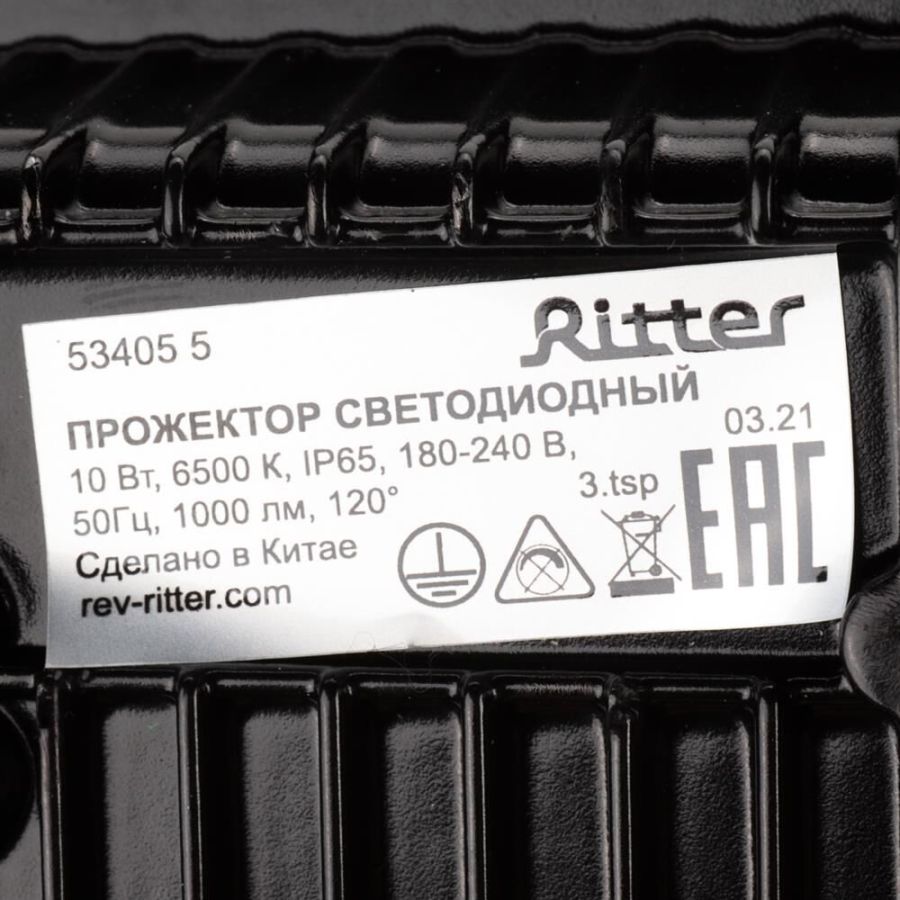 53405 5
Ritter
ПРОЖЕКТОР СВЕТОДИОДНЫЙ
10 Вт, 6500 К, IP65, 180-240 В,
50Гц, 1000 лм, 120°
Сделано в Китае
rev-ritter.com
03.21
3.tsp
EAC